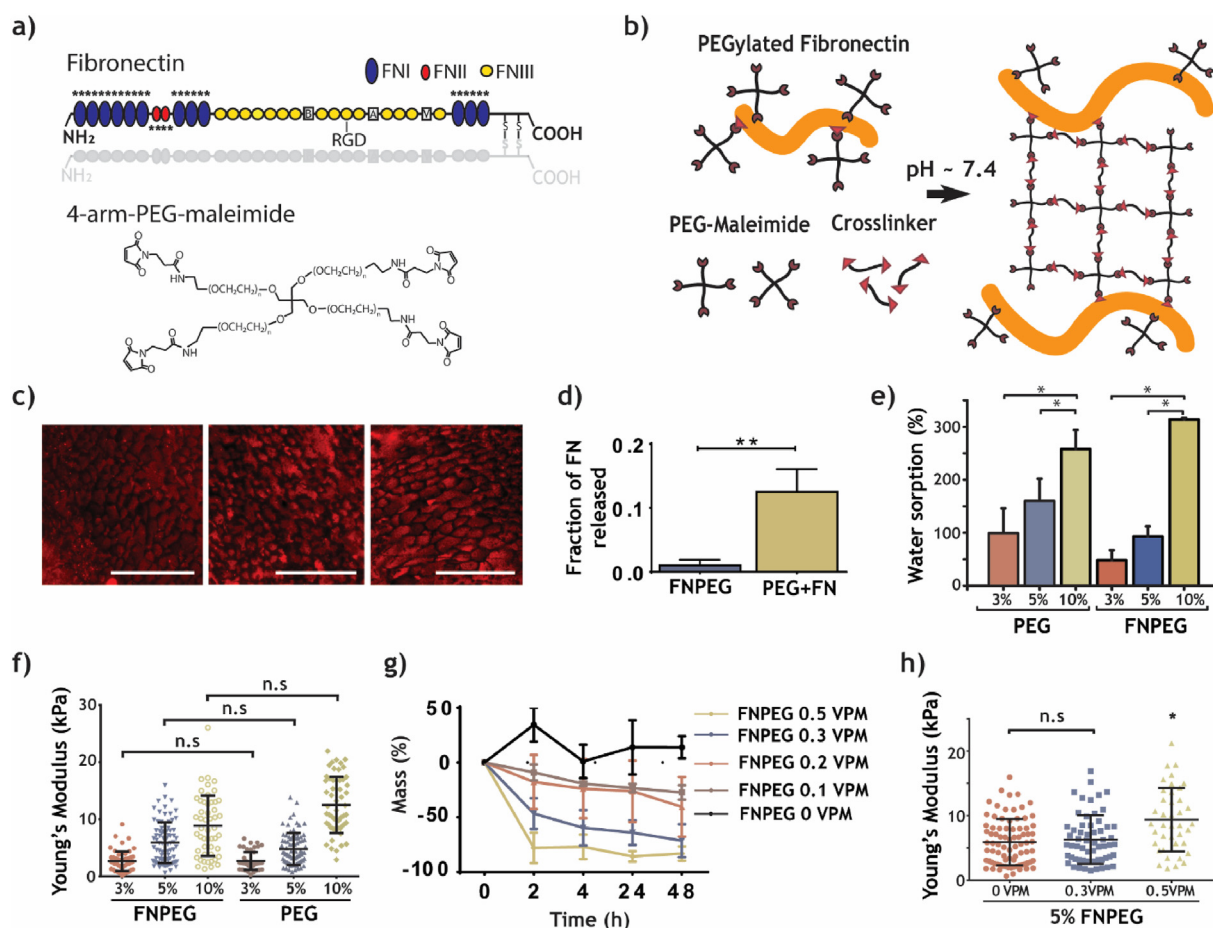 a)
Fibronectin
FNI FNII FNIII
************ **** ****
B A V
NH₂ **** RGD S S COOH
S S
NH₂ COOH
4-arm-PEG-maleimide
b)
PEGylated Fibronectin
pH ~ 7.4
PEG-Maleimide Crosslinker
c)
d)
Fraction of FN
released
0.2
0.1
0.0
**
FNPEG PEG+FN
e)
Water sorption (%)
300
200
100
0
* *
* *
3% 5% 10% 3% 5% 10%
PEG FNPEG
f)
Young's Modulus (kPa)
30
20
10
0
n.s
n.s
n.s
3% 5% 10% 3% 5% 10%
FNPEG PEG
g)
Mass (%)
50
0
-50
-100
0 2 4 24 48
Time (h)
FNPEG 0.5 VPM
FNPEG 0.3 VPM
FNPEG 0.2 VPM
FNPEG 0.1 VPM
FNPEG 0 VPM
h)
Young's Modulus (kPa)
30
20
10
0
n.s *
0 VPM 0.3VPM 0.5VPM
5% FNPEG